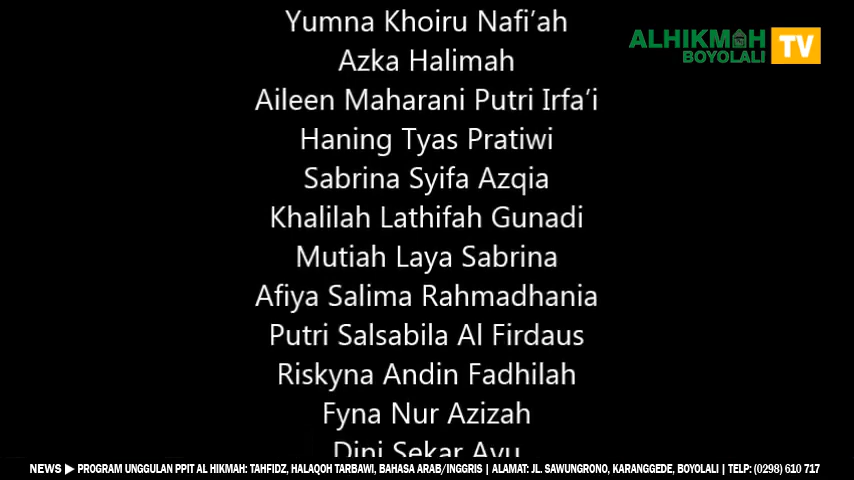 Yumna Khoiru Nafi’ah
ALHIKMAH
BOYOLALI
TV
Azka Halimah
Aileen Maharani Putri Irfa’i
Haning Tyas Pratiwi
Sabrina Syifa Azqia
Khalilah Lathifah Gunadi
Mutiah Laya Sabrina
Afiya Salima Rahmadhania
Putri Salsabila Al Firdaus
Riskyna Andin Fadhilah
Fyna Nur Azizah
Dini Sekar Ayu
NEWS ▶ PROGRAM UNGGULAN PPIT AL HIKMAH: TAHFIDZ, HALAQOH TARBAWI, BAHASA ARAB/INGGRIS | ALAMAT: JL. SAWUNGRONO, KARANGGEDE, BOYOLALI | TELP: (0298) 610 717